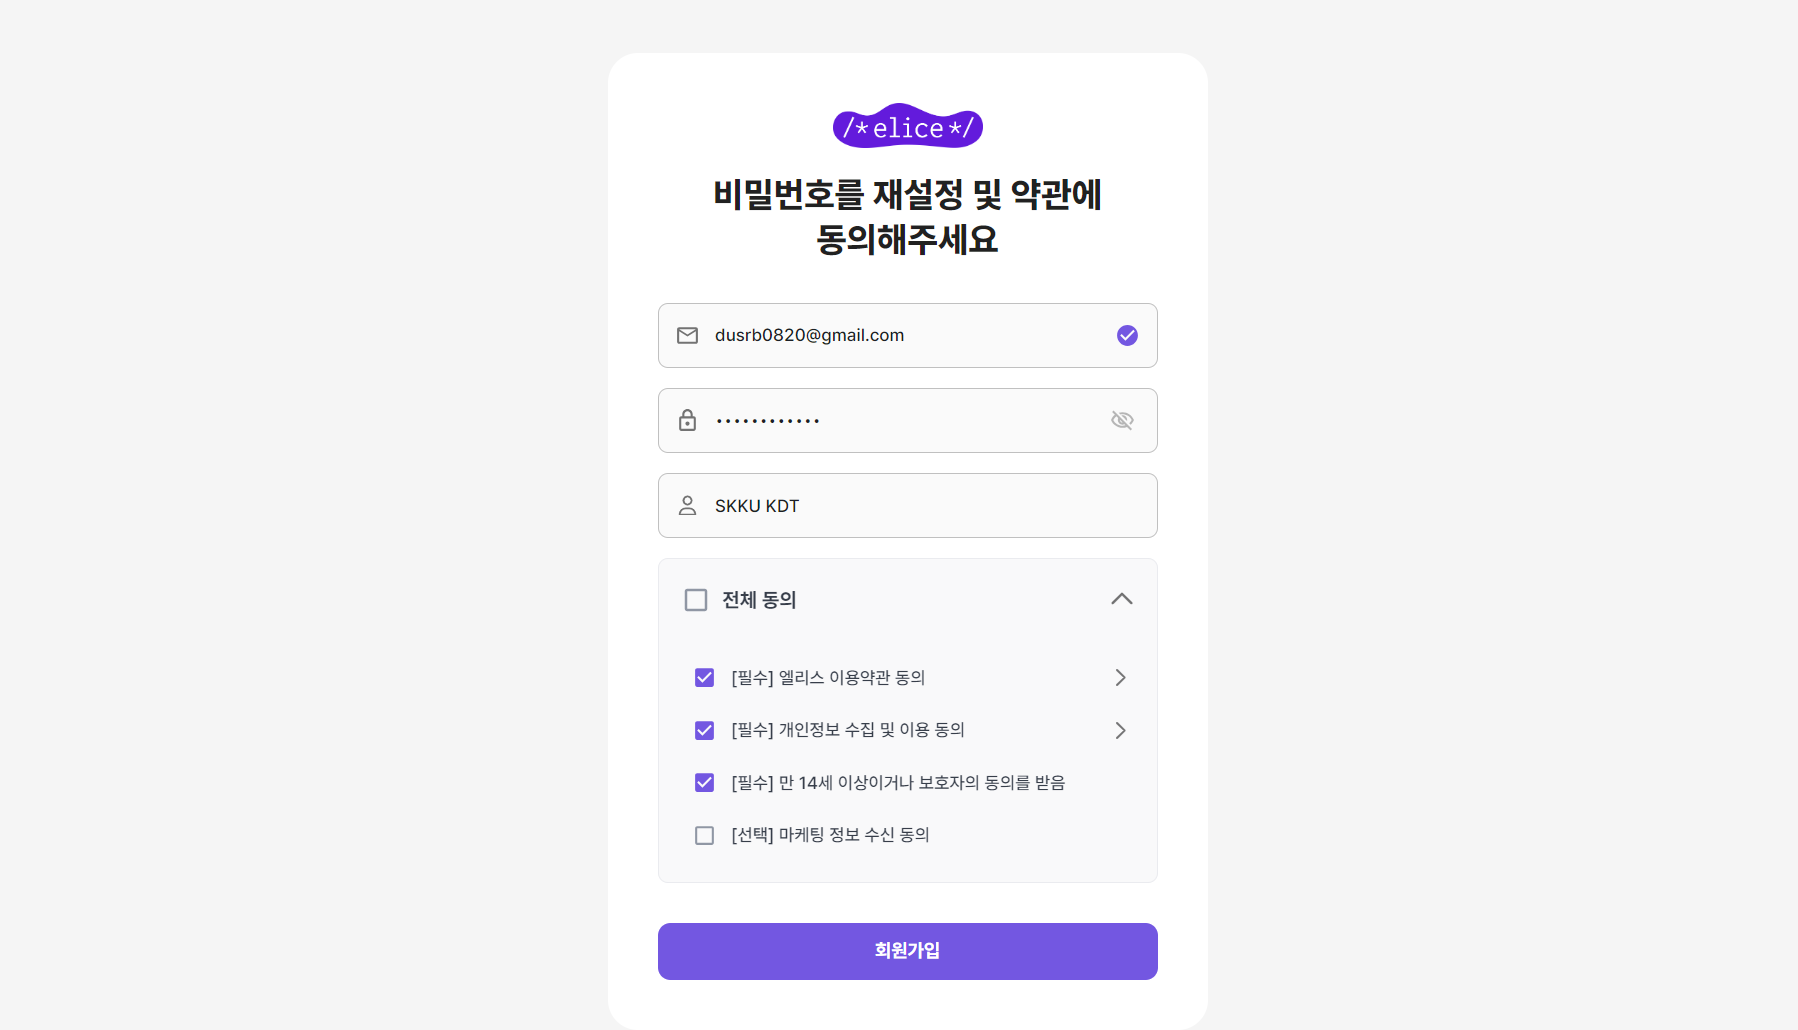 /*elice*/
비밀번호를 재설정 및 약관에
동의해주세요
dusrb0820@gmail.com
••••••••••••
SKKU KDT
전체 동의
[필수] 엘리스 이용약관 동의
[필수] 개인정보 수집 및 이용 동의
[필수] 만 14세 이상이거나 보호자의 동의를 받음
[선택] 마케팅 정보 수신 동의
회원가입